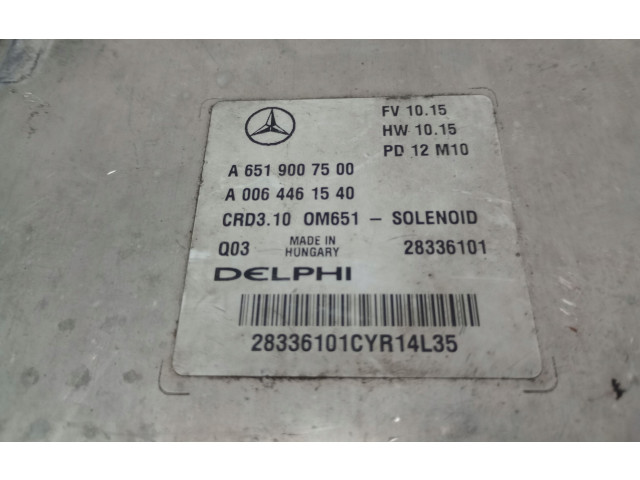 FV 10.15
HW 10.15
PD 12 M10
A 651 900 75 00
A 006 446 15 40
CRD3.10 OM651 - SOLENOID
Q03 MADE IN HUNGARY 28336101
DELPHI
28336101CYR14L35